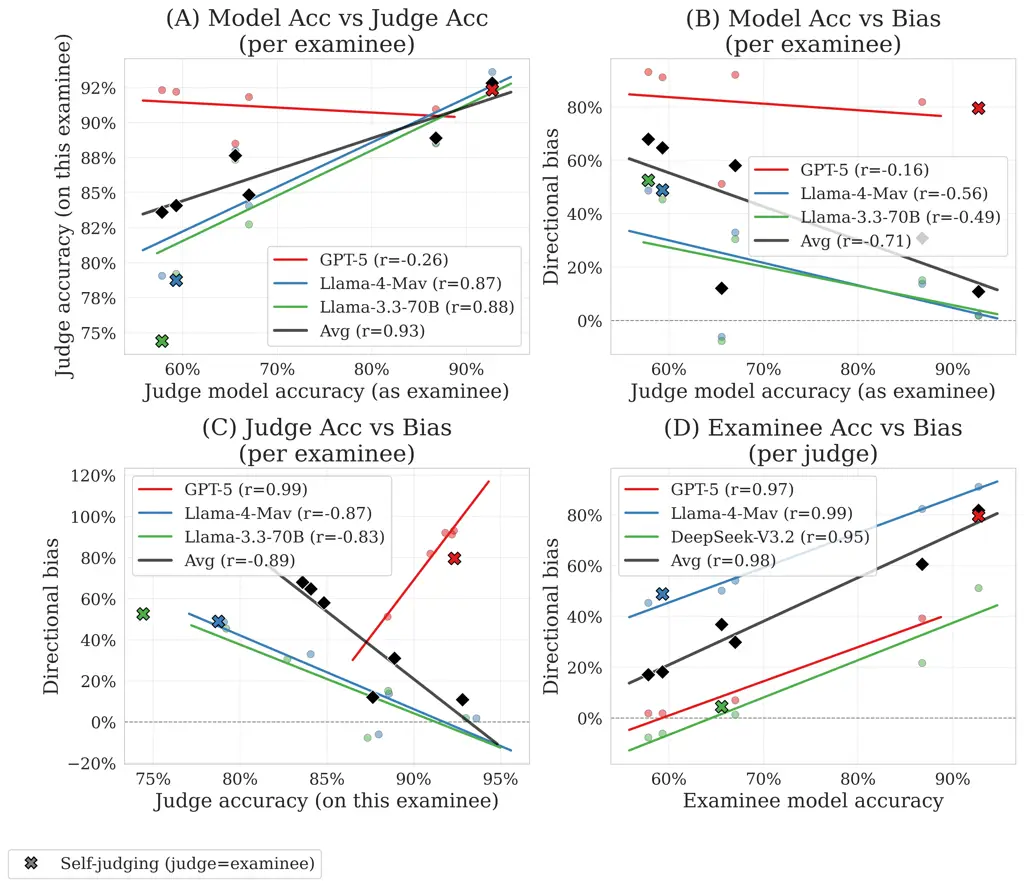 (A) Model Acc vs Judge Acc
(per examinee)
Judge accuracy (on this examinee)
92%
90%
88%
85%
82%
80%
78%
75%
GPT-5 (r=-0.26)
Llama-4-Mav (r=0.87)
Llama-3.3-70B (r=0.88)
Avg (r=0.93)
60%
70%
80%
90%
Judge model accuracy (as examinee)
(B) Model Acc vs Bias
(per examinee)
Directional bias
80%
60%
40%
20%
0%
GPT-5 (r=-0.16)
Llama-4-Mav (r=-0.56)
Llama-3.3-70B (r=-0.49)
Avg (r=-0.71)
60%
70%
80%
90%
Judge model accuracy (as examinee)
(C) Judge Acc vs Bias
(per examinee)
Directional bias
120%
100%
80%
60%
40%
20%
0%
−20%
GPT-5 (r=0.99)
Llama-4-Mav (r=-0.87)
Llama-3.3-70B (r=-0.83)
Avg (r=-0.89)
75%
80%
85%
90%
95%
Judge accuracy (on this examinee)
(D) Examinee Acc vs Bias
(per judge)
Directional bias
80%
60%
40%
20%
0%
GPT-5 (r=0.97)
Llama-4-Mav (r=0.99)
DeepSeek-V3.2 (r=0.95)
Avg (r=0.98)
60%
70%
80%
90%
Examinee model accuracy
Self-judging (judge=examinee)